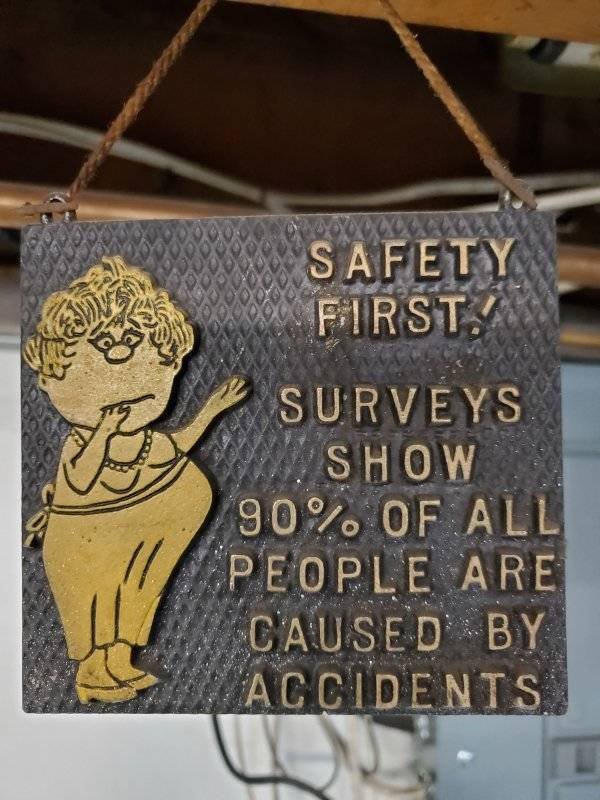 SAFETY
FIRST!
SURVEYS
SHOW
90% OF ALL
PEOPLE ARE
CAUSED BY
ACCIDENTS